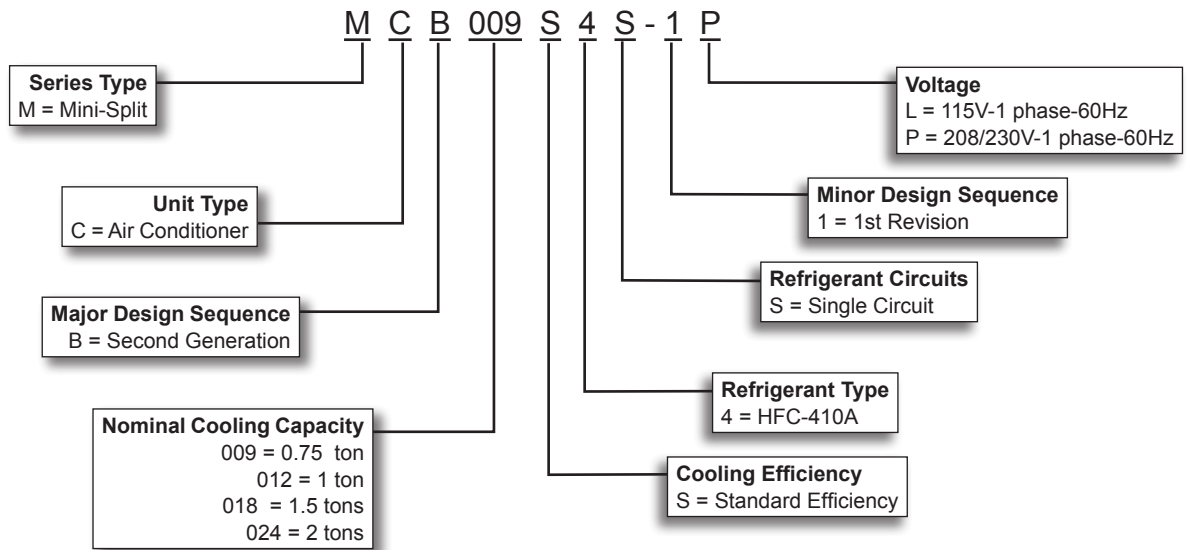 M C B 009 S 4 S - 1 P
Series Type
M = Mini-Split
Unit Type
C = Air Conditioner
Major Design Sequence
B = Second Generation
Nominal Cooling Capacity
009 = 0.75 ton
012 = 1 ton
018 = 1.5 tons
024 = 2 tons
Voltage
L = 115V-1 phase-60Hz
P = 208/230V-1 phase-60Hz
Minor Design Sequence
1 = 1st Revision
Refrigerant Circuits
S = Single Circuit
Refrigerant Type
4 = HFC-410A
Cooling Efficiency
S = Standard Efficiency